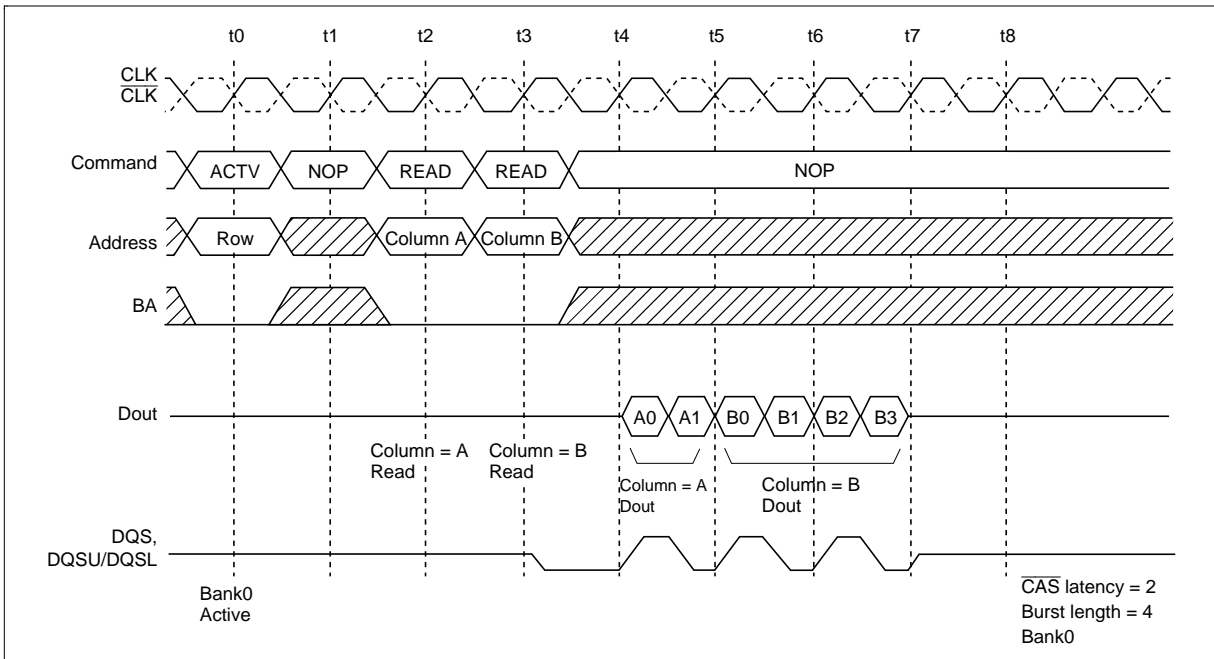 t0 t1 t2 t3 t4 t5 t6 t7 t8
CLK
CLK
Command ACTV NOP READ READ NOP
Address Row Column A Column B
BA
Dout A0 A1 B0 B1 B2 B3
Column = A Column = B
Read Read
Column = A Column = B
Dout Dout
DQS,
DQSU/DQSL
Bank0
Active
CAS latency = 2
Burst length = 4
Bank0